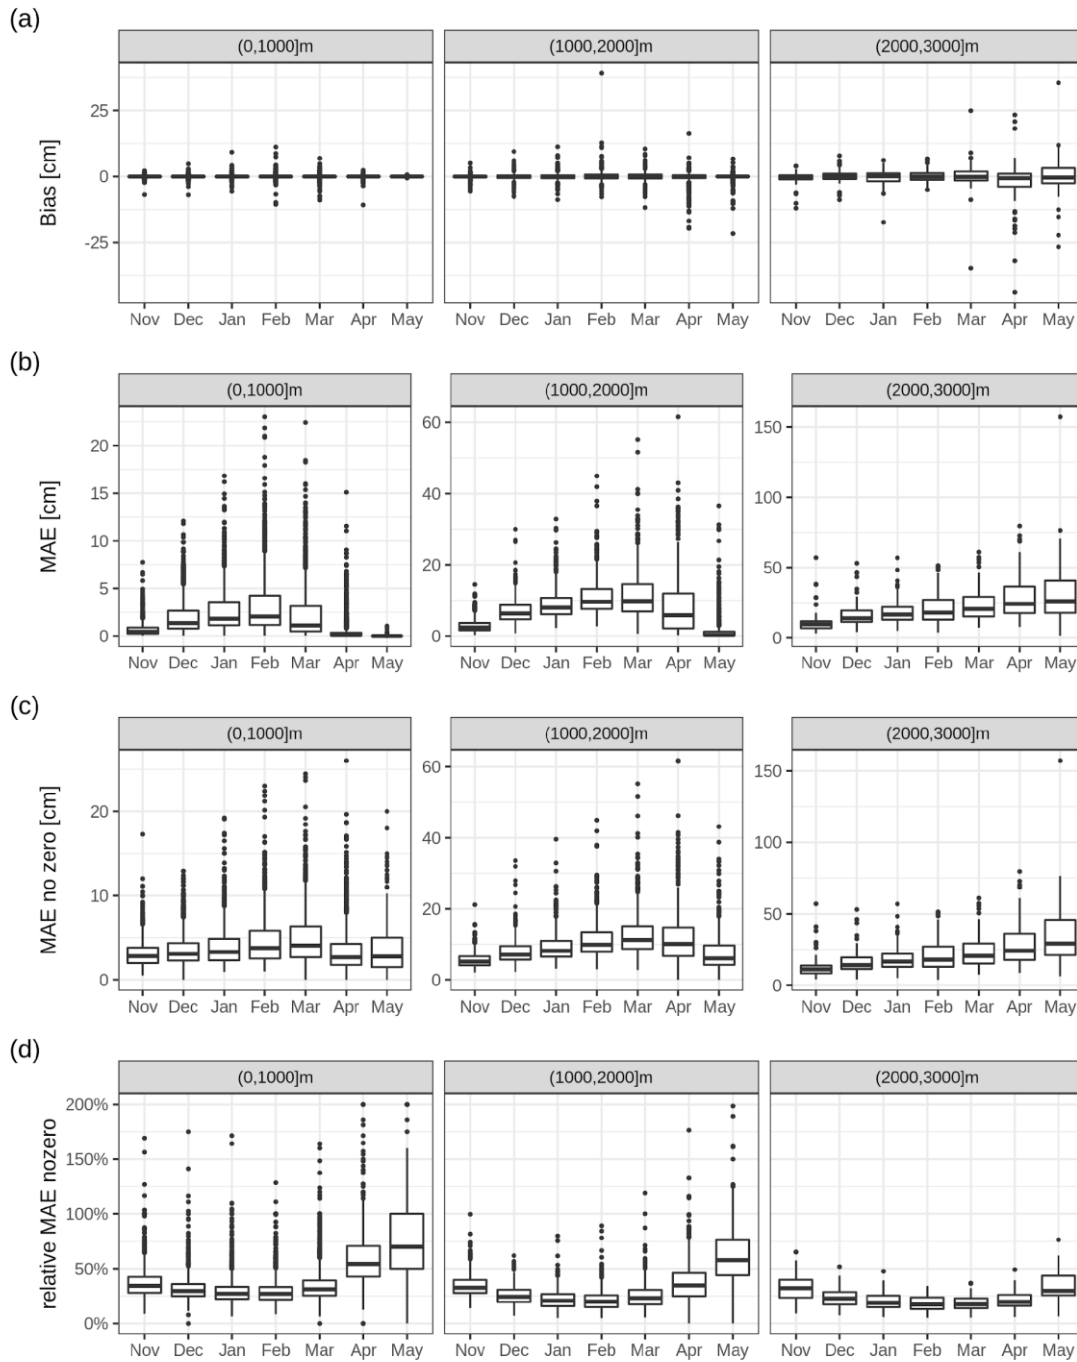 (a)
(0,1000]m (1000,2000]m (2000,3000]m
Bias [cm]
25
0
-25
Nov Dec Jan Feb Mar Apr May Nov Dec Jan Feb Mar Apr May Nov Dec Jan Feb Mar Apr May
(b)
(0,1000]m (1000,2000]m (2000,3000]m
MAE [cm]
20
15
10
5
0
60
40
20
0
150
100
50
0
Nov Dec Jan Feb Mar Apr May Nov Dec Jan Feb Mar Apr May Nov Dec Jan Feb Mar Apr May
(c)
(0,1000]m (1000,2000]m (2000,3000]m
MAE no zero [cm]
20
10
0
60
40
20
0
150
100
50
0
Nov Dec Jan Feb Mar Apr May Nov Dec Jan Feb Mar Apr May Nov Dec Jan Feb Mar Apr May
(d)
(0,1000]m (1000,2000]m (2000,3000]m
relative MAE nozero
200%
150%
100%
50%
0%
Nov Dec Jan Feb Mar Apr May Nov Dec Jan Feb Mar Apr May Nov Dec Jan Feb Mar Apr May